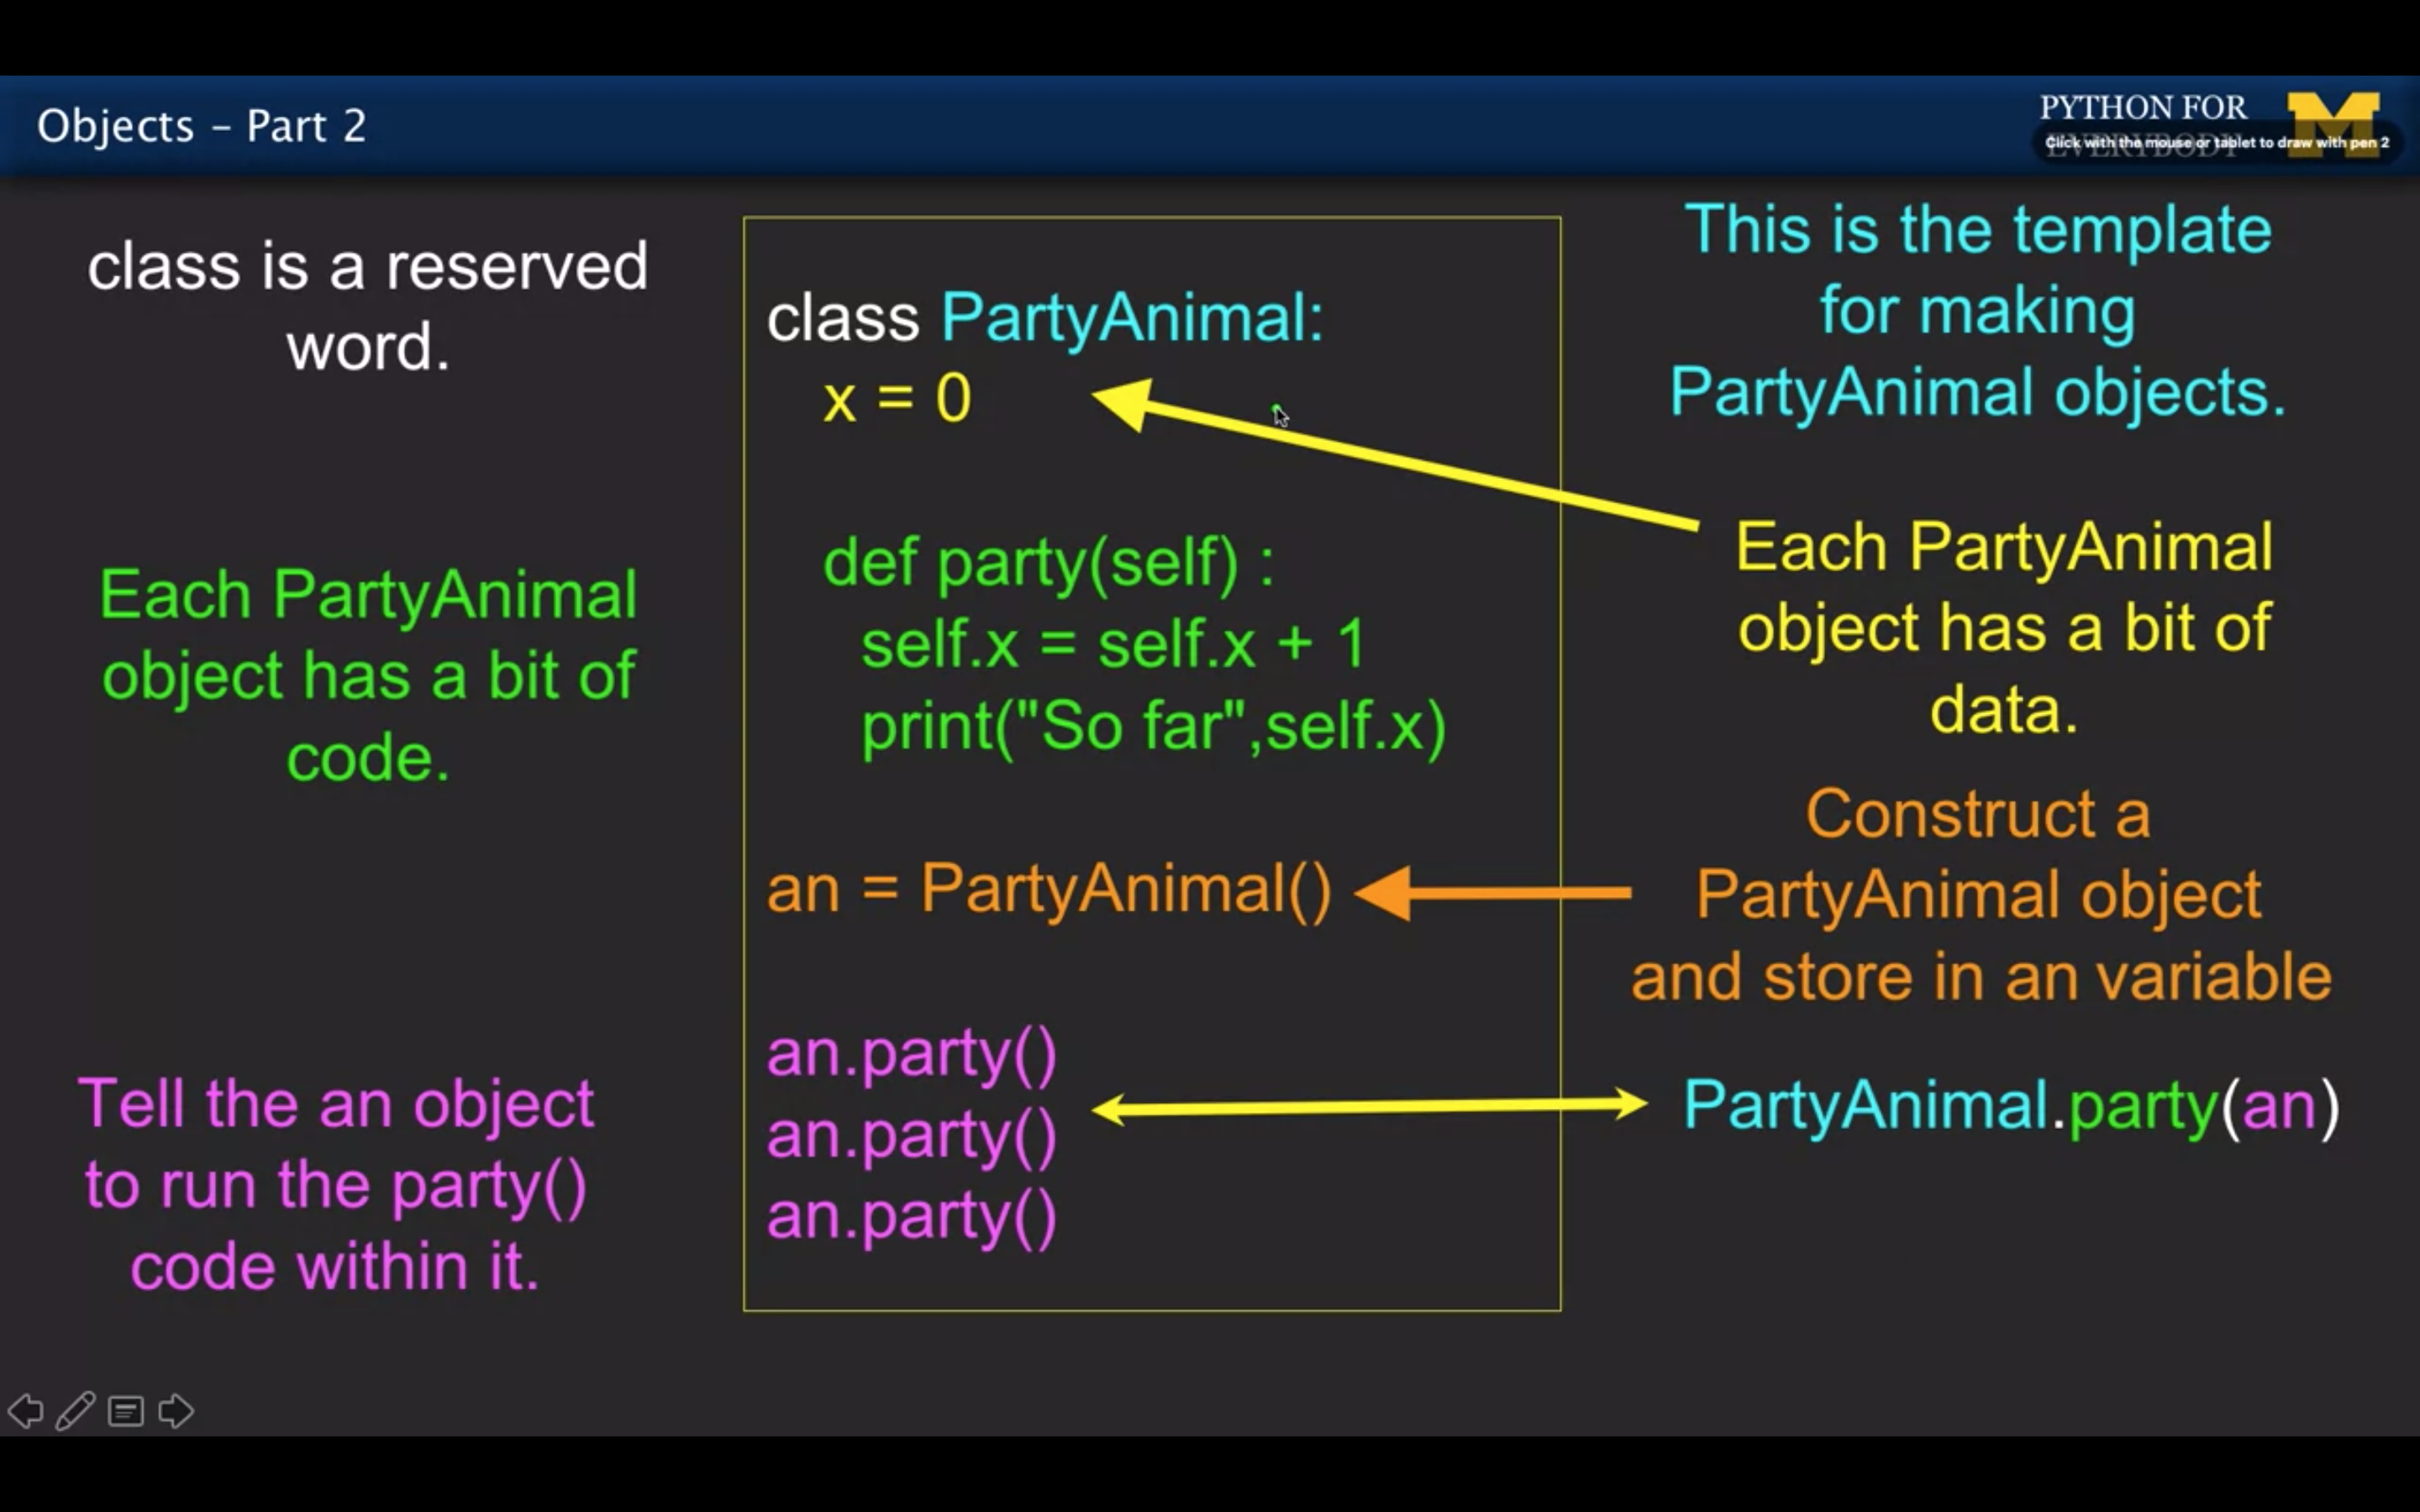 Objects – Part 2
PYTHON FOR
EVERYBODY
Click with the mouse or tablet to draw with pen 2
class is a reserved
word.
Each PartyAnimal
object has a bit of
code.
Tell the an object
to run the party()
code within it.
class PartyAnimal:
x = 0
def party(self) :
self.x = self.x + 1
print("So far",self.x)
an = PartyAnimal()
an.party()
an.party()
an.party()
This is the template
for making
PartyAnimal objects.
Each PartyAnimal
object has a bit of
data.
Construct a
PartyAnimal object
and store in an variable
PartyAnimal.party(an)